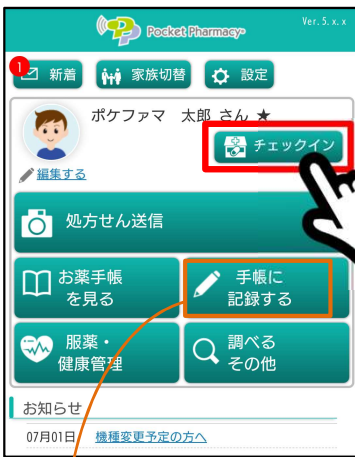 Pocket Pharmacy
Ver.5.x.x
1
新着
家族切替
設定
ポケファマ 太郎 さん ★
チェックイン
編集する
処方せん送信
お薬手帳
を見る
手帳に
記録する
服薬・
健康管理
調べる
その他
お知らせ
07月01日 機種変更予定の方へ